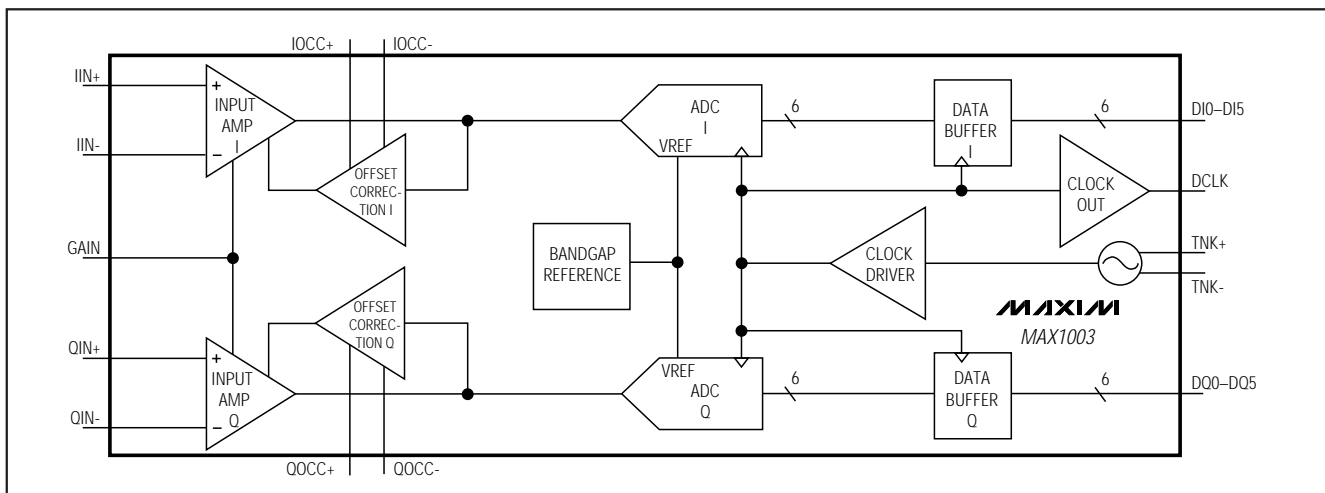 IOCC+
IOCC-
IIN+
+
INPUT
AMP
I
IIN-
−
OFFSET
CORREC-
TION I
ADC
I
VREF
6
DATA
BUFFER
I
6
DI0–DI5
CLOCK
OUT
DCLK
GAIN
BANDGAP
REFERENCE
CLOCK
DRIVER
TNK+
TNK-
MAXIM
MAX1003
OFFSET
CORREC-
TION Q
QIN+
+
INPUT
AMP
Q
QIN-
−
VREF
ADC
Q
6
DATA
BUFFER
Q
6
DQ0–DQ5
QOCC+
QOCC-